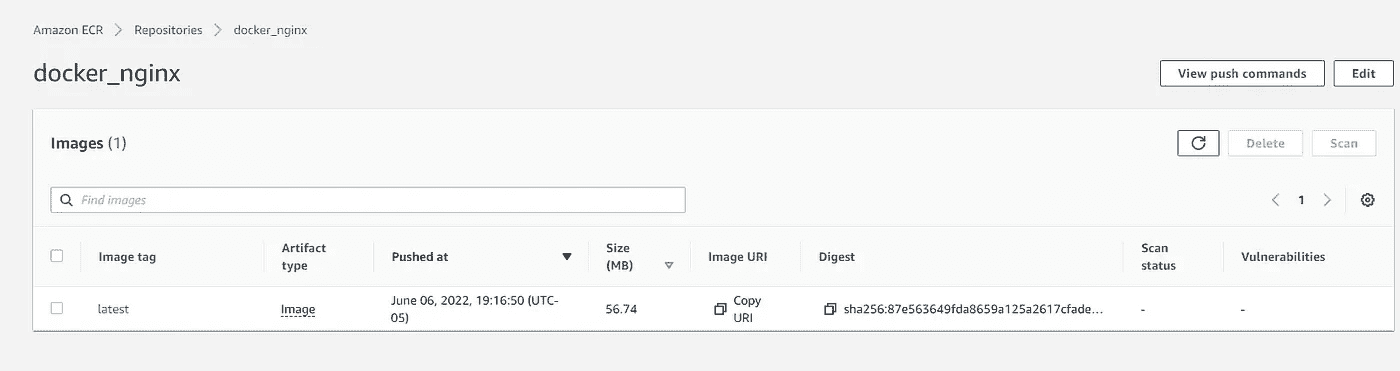 Amazon ECR > Repositories > docker_nginx
docker_nginx
View push commands
Edit
Images (1)
Delete
Scan
Find images
1
Image tag
Artifact
type
Pushed at
Size
(MB)
Image URI
Digest
Scan
status
Vulnerabilities
latest
Image
June 06, 2022, 19:16:50 (UTC-
05)
56.74
Copy
URI
sha256:87e563649fda8659a125a2617cfade...
-
-